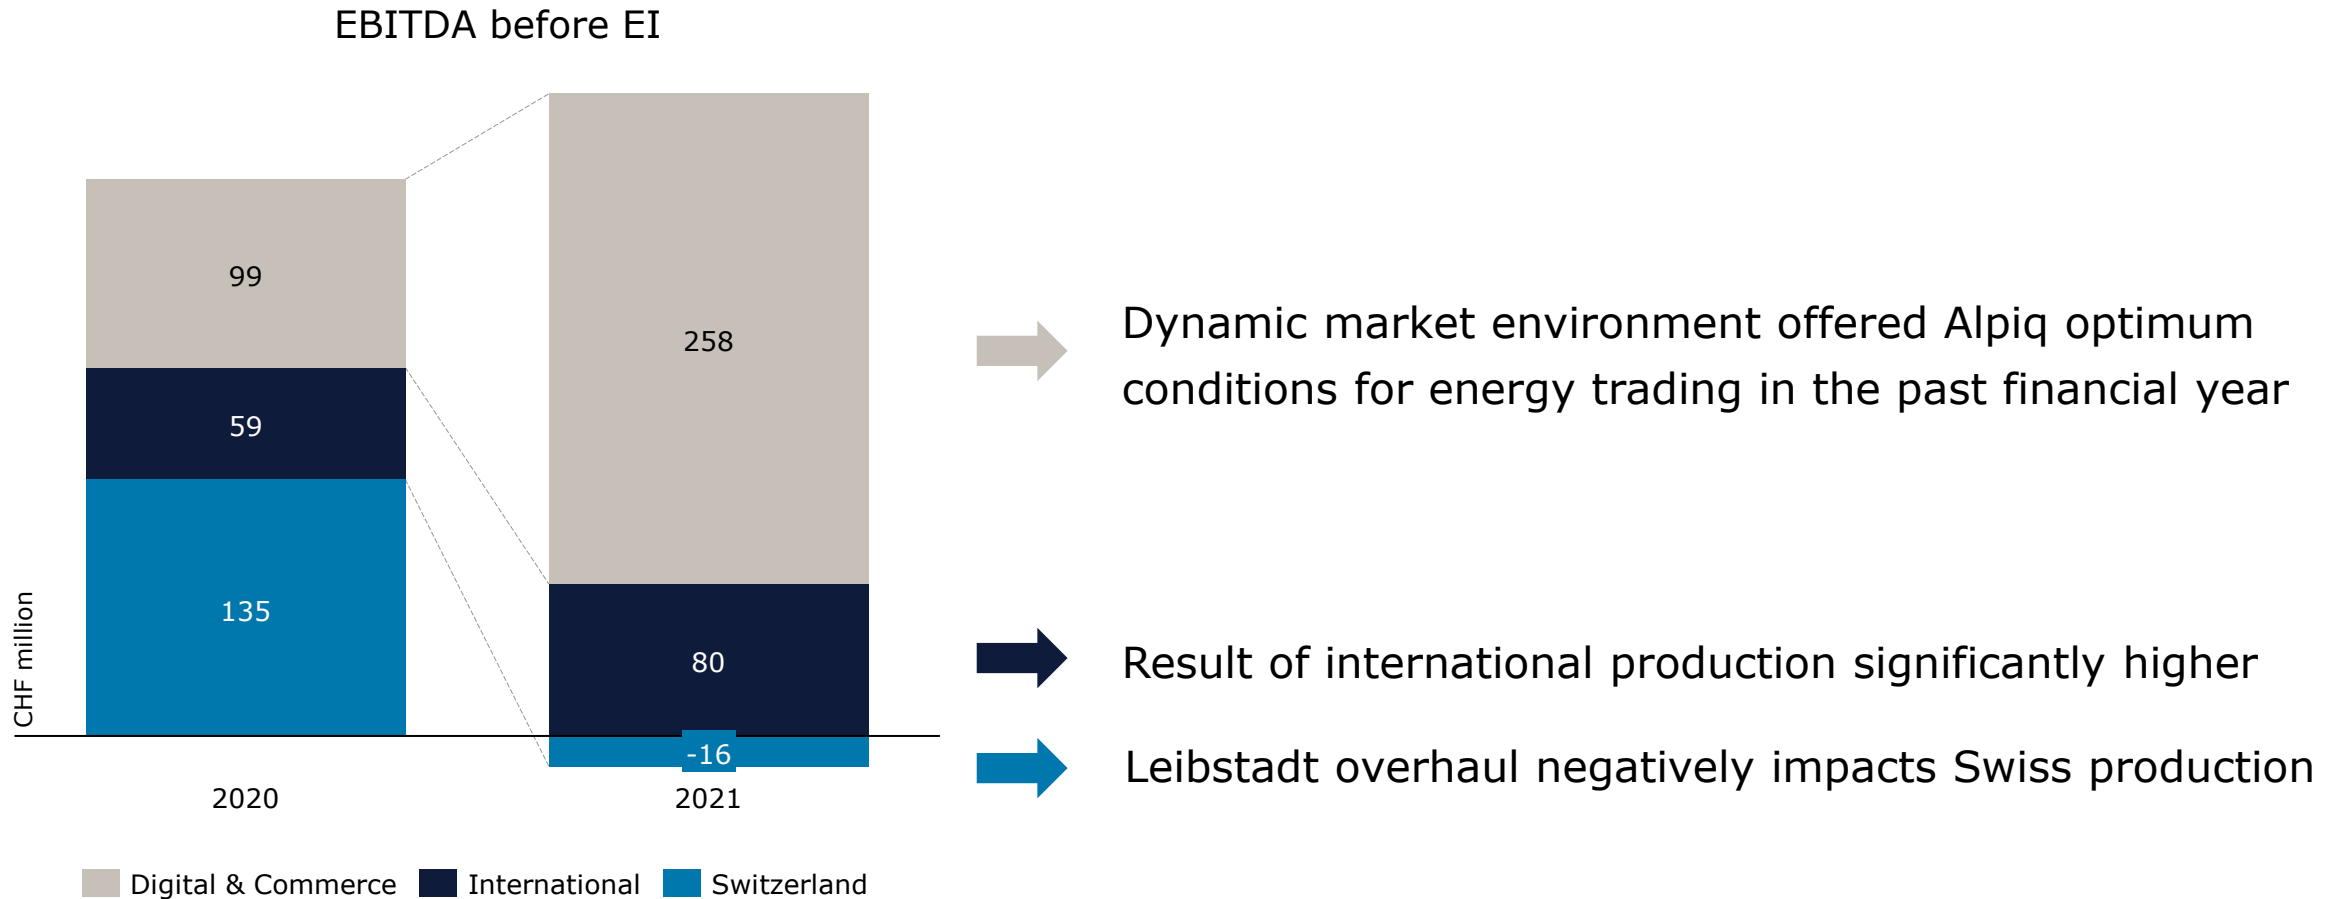 EBITDA before EI
99
59
135
258
80
-16
CHF million
2020
2021
Digital & Commerce
International
Switzerland
Dynamic market environment offered Alpiq optimum
conditions for energy trading in the past financial year
Result of international production significantly higher
Leibstadt overhaul negatively impacts Swiss production